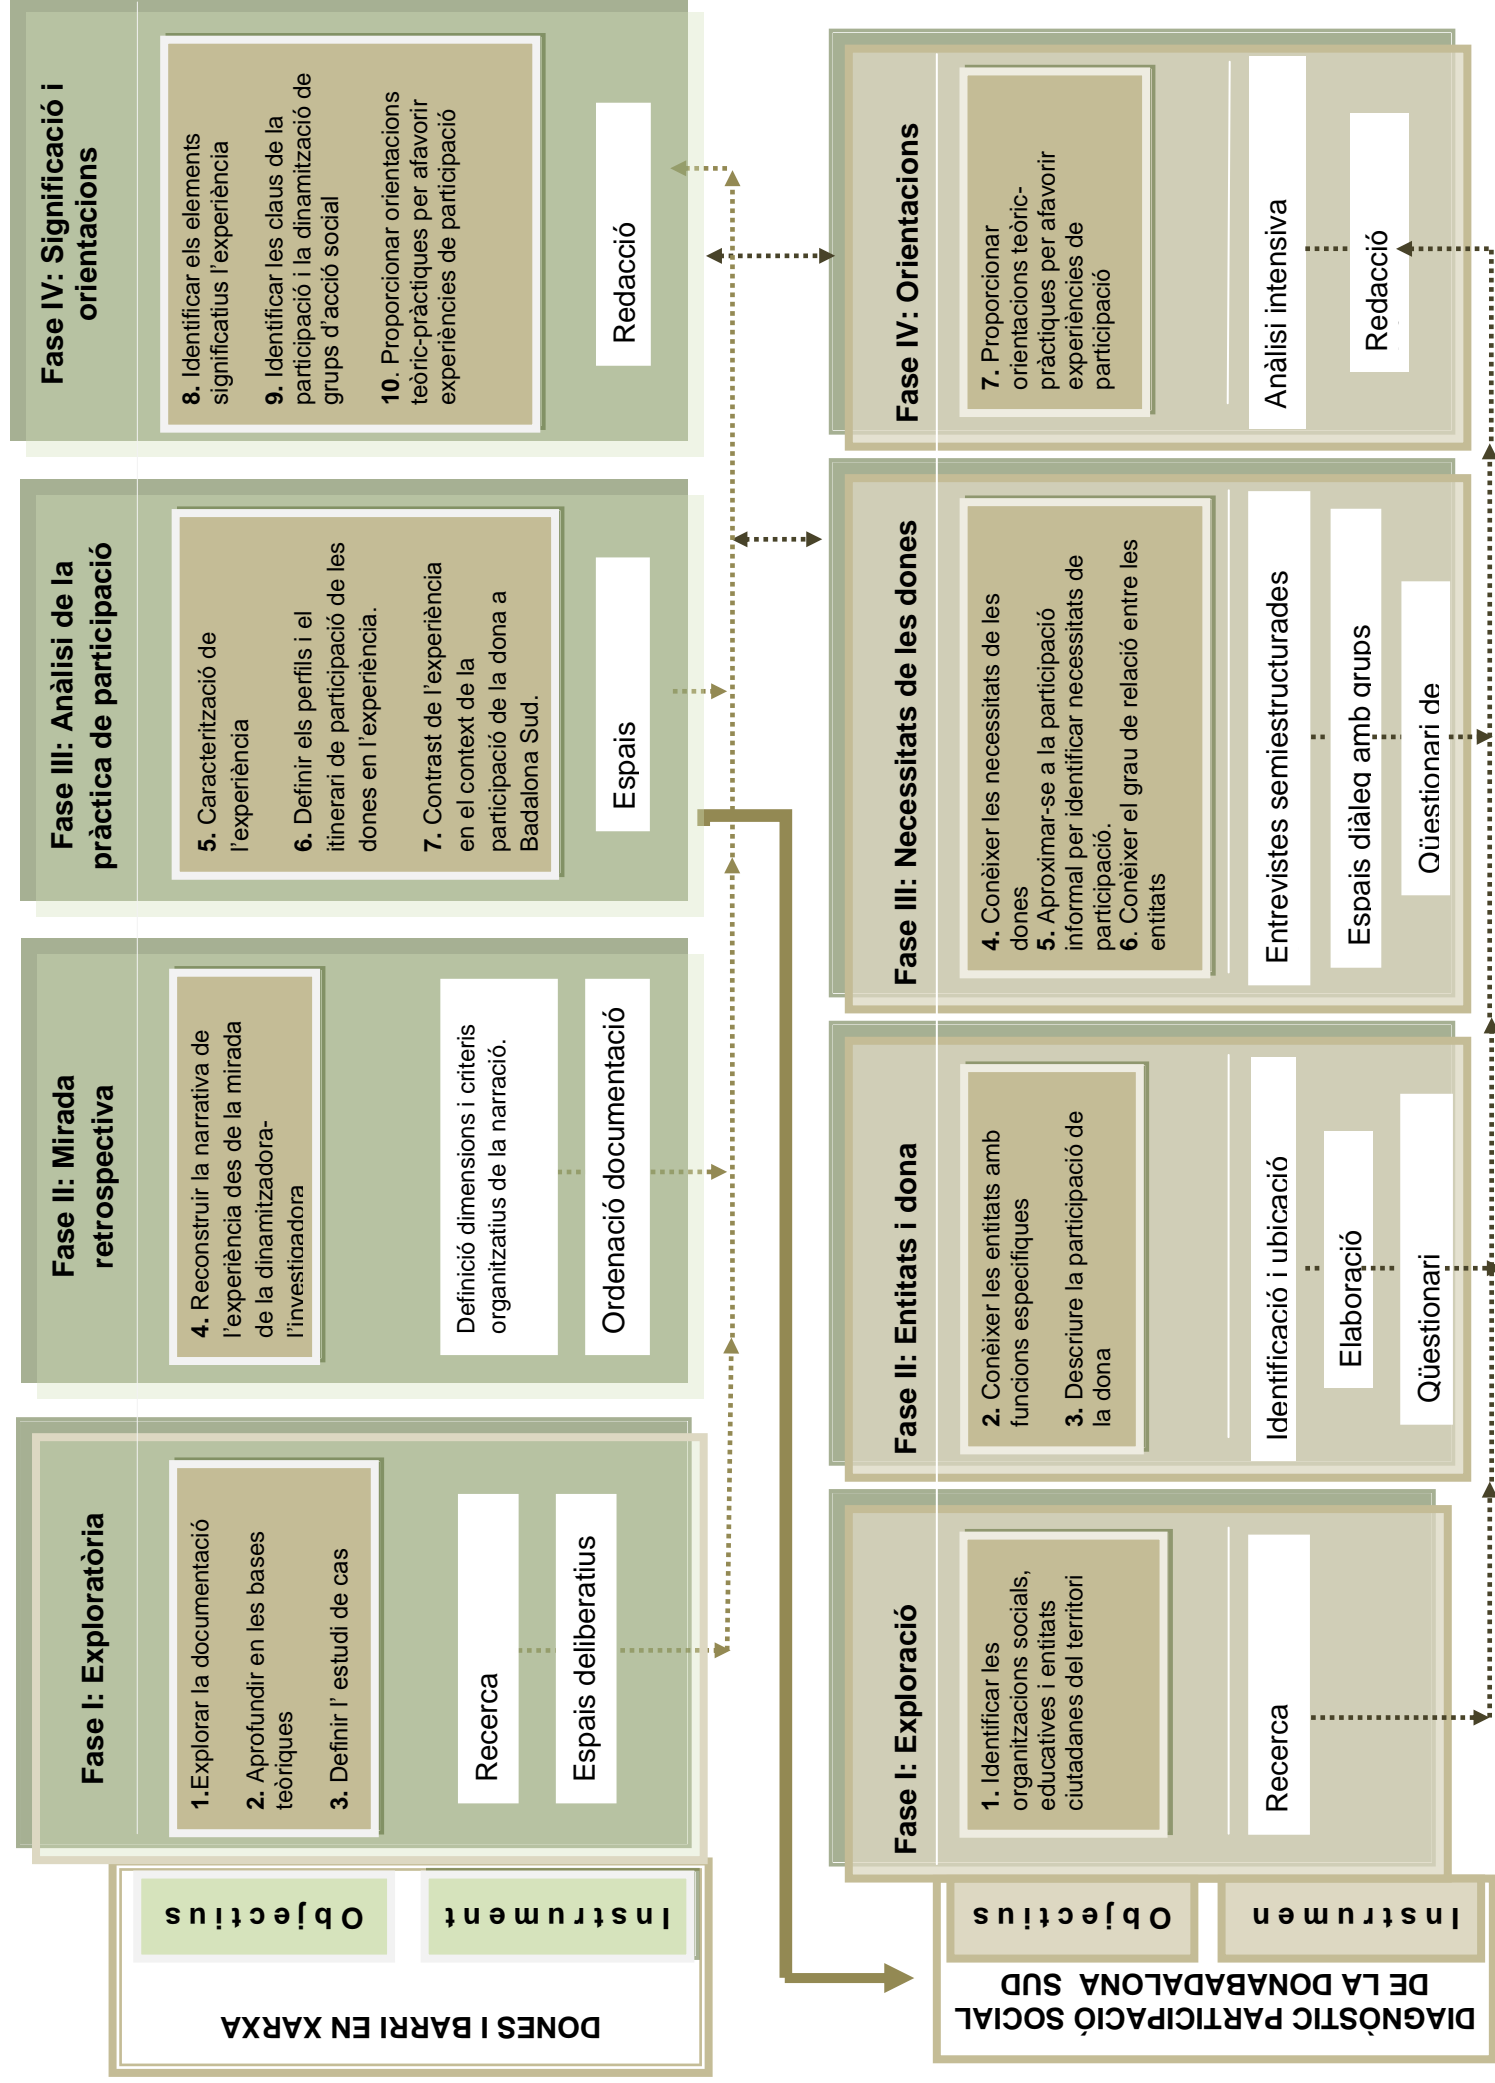 DONES I BARRI EN XARXA
Objectius
Instrument
Fase I: Exploratòria
1.Explorar la documentació
2. Aprofundir en les bases
teòriques
3. Definir l' estudi de cas
Recerca
Espais deliberatius
Fase II: Mirada
retrospectiva
4. Reconstruir la narrativa de
l'experiència des de la mirada
de la dinamitzadora-
l'investigadora
Definició dimensions i criteris
organitzatius de la narració.
Ordenació documentació
Fase III: Anàlisi de la
pràctica de participació
5. Caracterització de
l'experiència
6. Definir els perfils i el
itinerari de participació de les
dones en l'experiència.
7. Contrast de l'experiència
en el context de la
participació de la dona a
Badalona Sud.
Espais
Fase IV: Significació i
orientacions
8. Identificar els elements
significatius l'experiència
9. Identificar les claus de la
participació i la dinamització de
grups d'acció social
10. Proporcionar orientacions
teòric-pràctiques per afavorir
experiències de participació
Redacció
DIAGNÒSTIC PARTICIPACIÓ SOCIAL
DE LA DONABADALONA SUD
Objectius
Instrumen
Fase I: Exploració
1. Identificar les
organitzacions socials,
educatives i entitats
ciutadanes del territori
Recerca
Fase II: Entitats i dona
2. Conèixer les entitats amb
funcions específiques
3. Descriure la participació de
la dona
Identificació i ubicació
Elaboració
Qüestionari
Fase III: Necessitats de les dones
4. Conèixer les necessitats de les
dones
5. Aproximar-se a la participació
informal per identificar necessitats de
participació.
6. Conèixer el grau de relació entre les
entitats
Entrevistes semiestructurades
Espais diàleg amb grups
Qüestionari de
Fase IV: Orientacions
7. Proporcionar
orientacions teòric-
pràctiques per afavorir
experiències de
participació
Anàlisi intensiva
Redacció